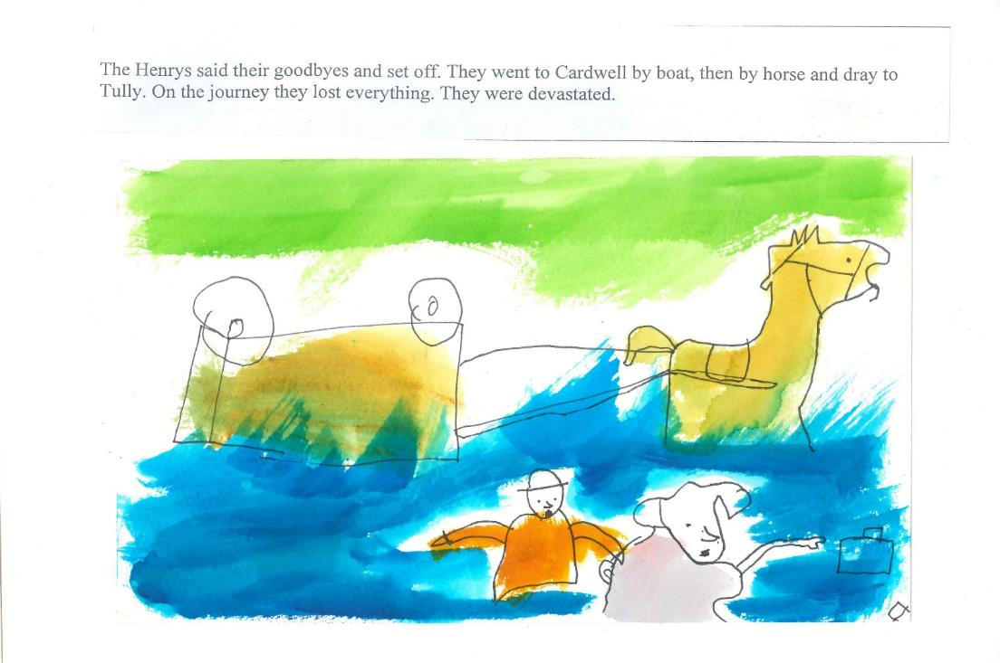 The Henrys said their goodbyes and set off. They went to Cardwell by boat, then by horse and dray to
Tully. On the journey they lost everything. They were devastated.